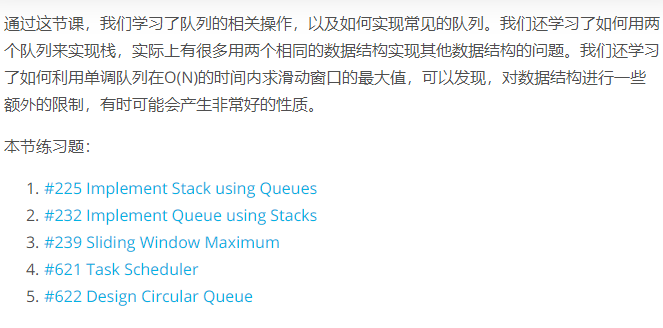 通过这节课，我们学习了队列的相关操作，以及如何实现常见的队列。我们还学习了如何用两
个队列来实现栈，实际上有很多用两个相同的数据结构实现其他数据结构的问题。我们还学习
了如何利用单调队列在O(N)的时间内求滑动窗口的最大值，可以发现，对数据结构进行一些
额外的限制，有时可能会产生非常好的性质。
本节练习题：
1. #225 Implement Stack using Queues
2. #232 Implement Queue using Stacks
3. #239 Sliding Window Maximum
4. #621 Task Scheduler
5. #622 Design Circular Queue